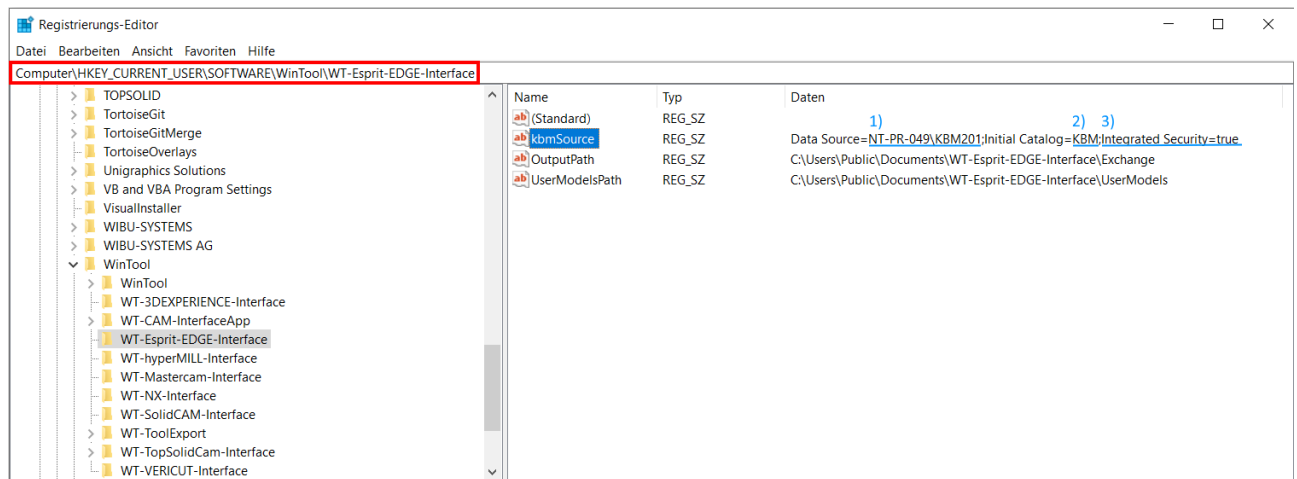 Registrierungs-Editor
Datei Bearbeiten Ansicht Favoriten Hilfe
Computer\HKEY_CURRENT_USER\SOFTWARE\WinTool\WT-Esprit-EDGE-Interface
TOPSOLID
TortoiseGit
TortoiseGitMerge
TortoiseOverlays
Unigraphics Solutions
VB and VBA Program Settings
VisualInstaller
WIBU-SYSTEMS
WIBU-SYSTEMS AG
WinTool
WinTool
WT-3DEXPERIENCE-Interface
WT-CAM-InterfaceApp
WT-Esprit-EDGE-Interface
WT-hyperMILL-Interface
WT-Mastercam-Interface
WT-NX-Interface
WT-SolidCAM-Interface
WT-ToolExport
WT-TopSolidCam-Interface
WT-VERICUT-Interface
Name Typ Daten
ab (Standard) REG_SZ
1) 2) 3)
ab kbmSource REG_SZ Data Source=NT-PR-049\KBM201;Initial Catalog=KBM;Integrated Security=true
ab OutputPath REG_SZ C:\Users\Public\Documents\WT-Esprit-EDGE-Interface\Exchange
ab UserModelsPath REG_SZ C:\Users\Public\Documents\WT-Esprit-EDGE-Interface\UserModels